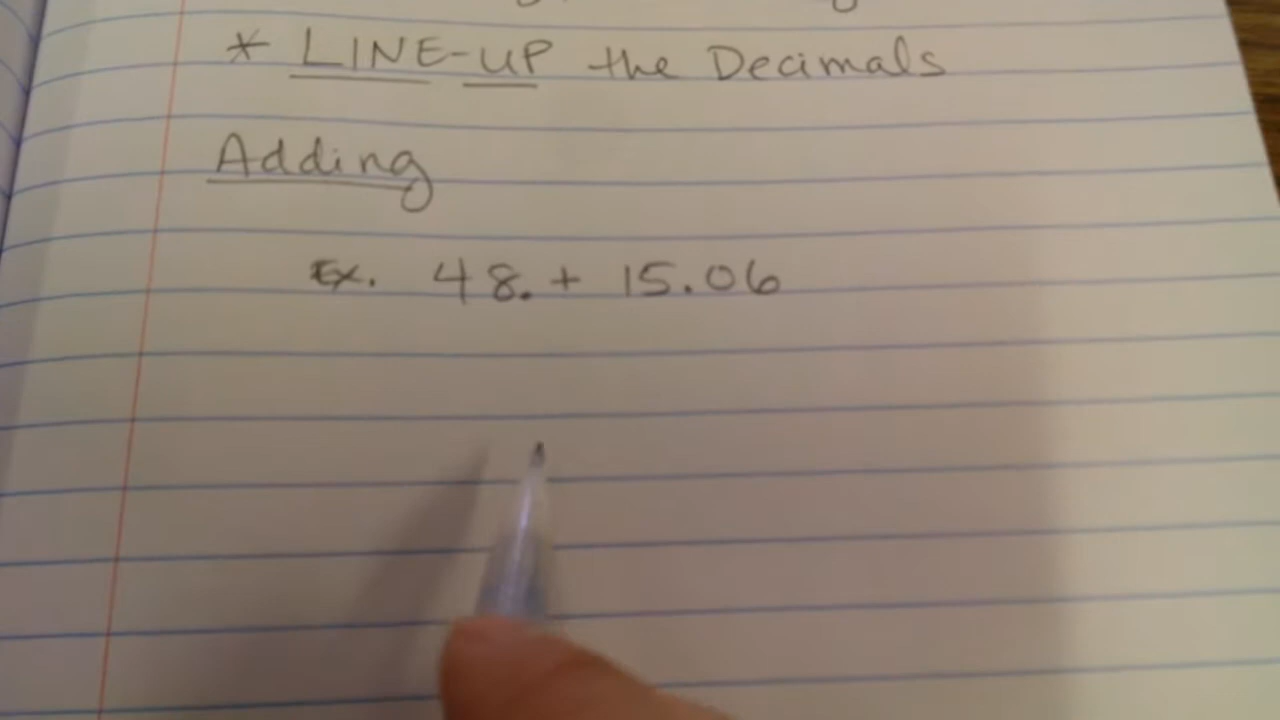 * LINE-UP the Decimals
Adding
Ex. 48. + 15.06